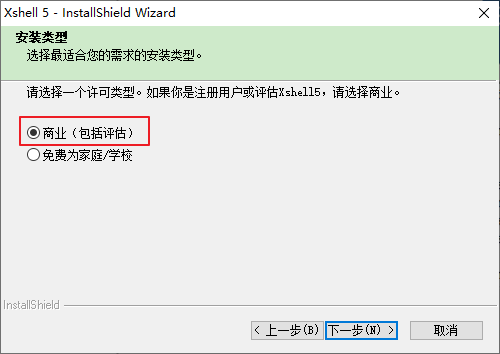 Xshell 5 - InstallShield Wizard
安装类型
选择最适合您的需求的安装类型。
请选择一个许可类型。如果你是注册用户或评估Xshell5，请选择商业。
商业（包括评估）
免费为家庭/学校
InstallShield
< 上一步(B)
下一步(N) >
取消